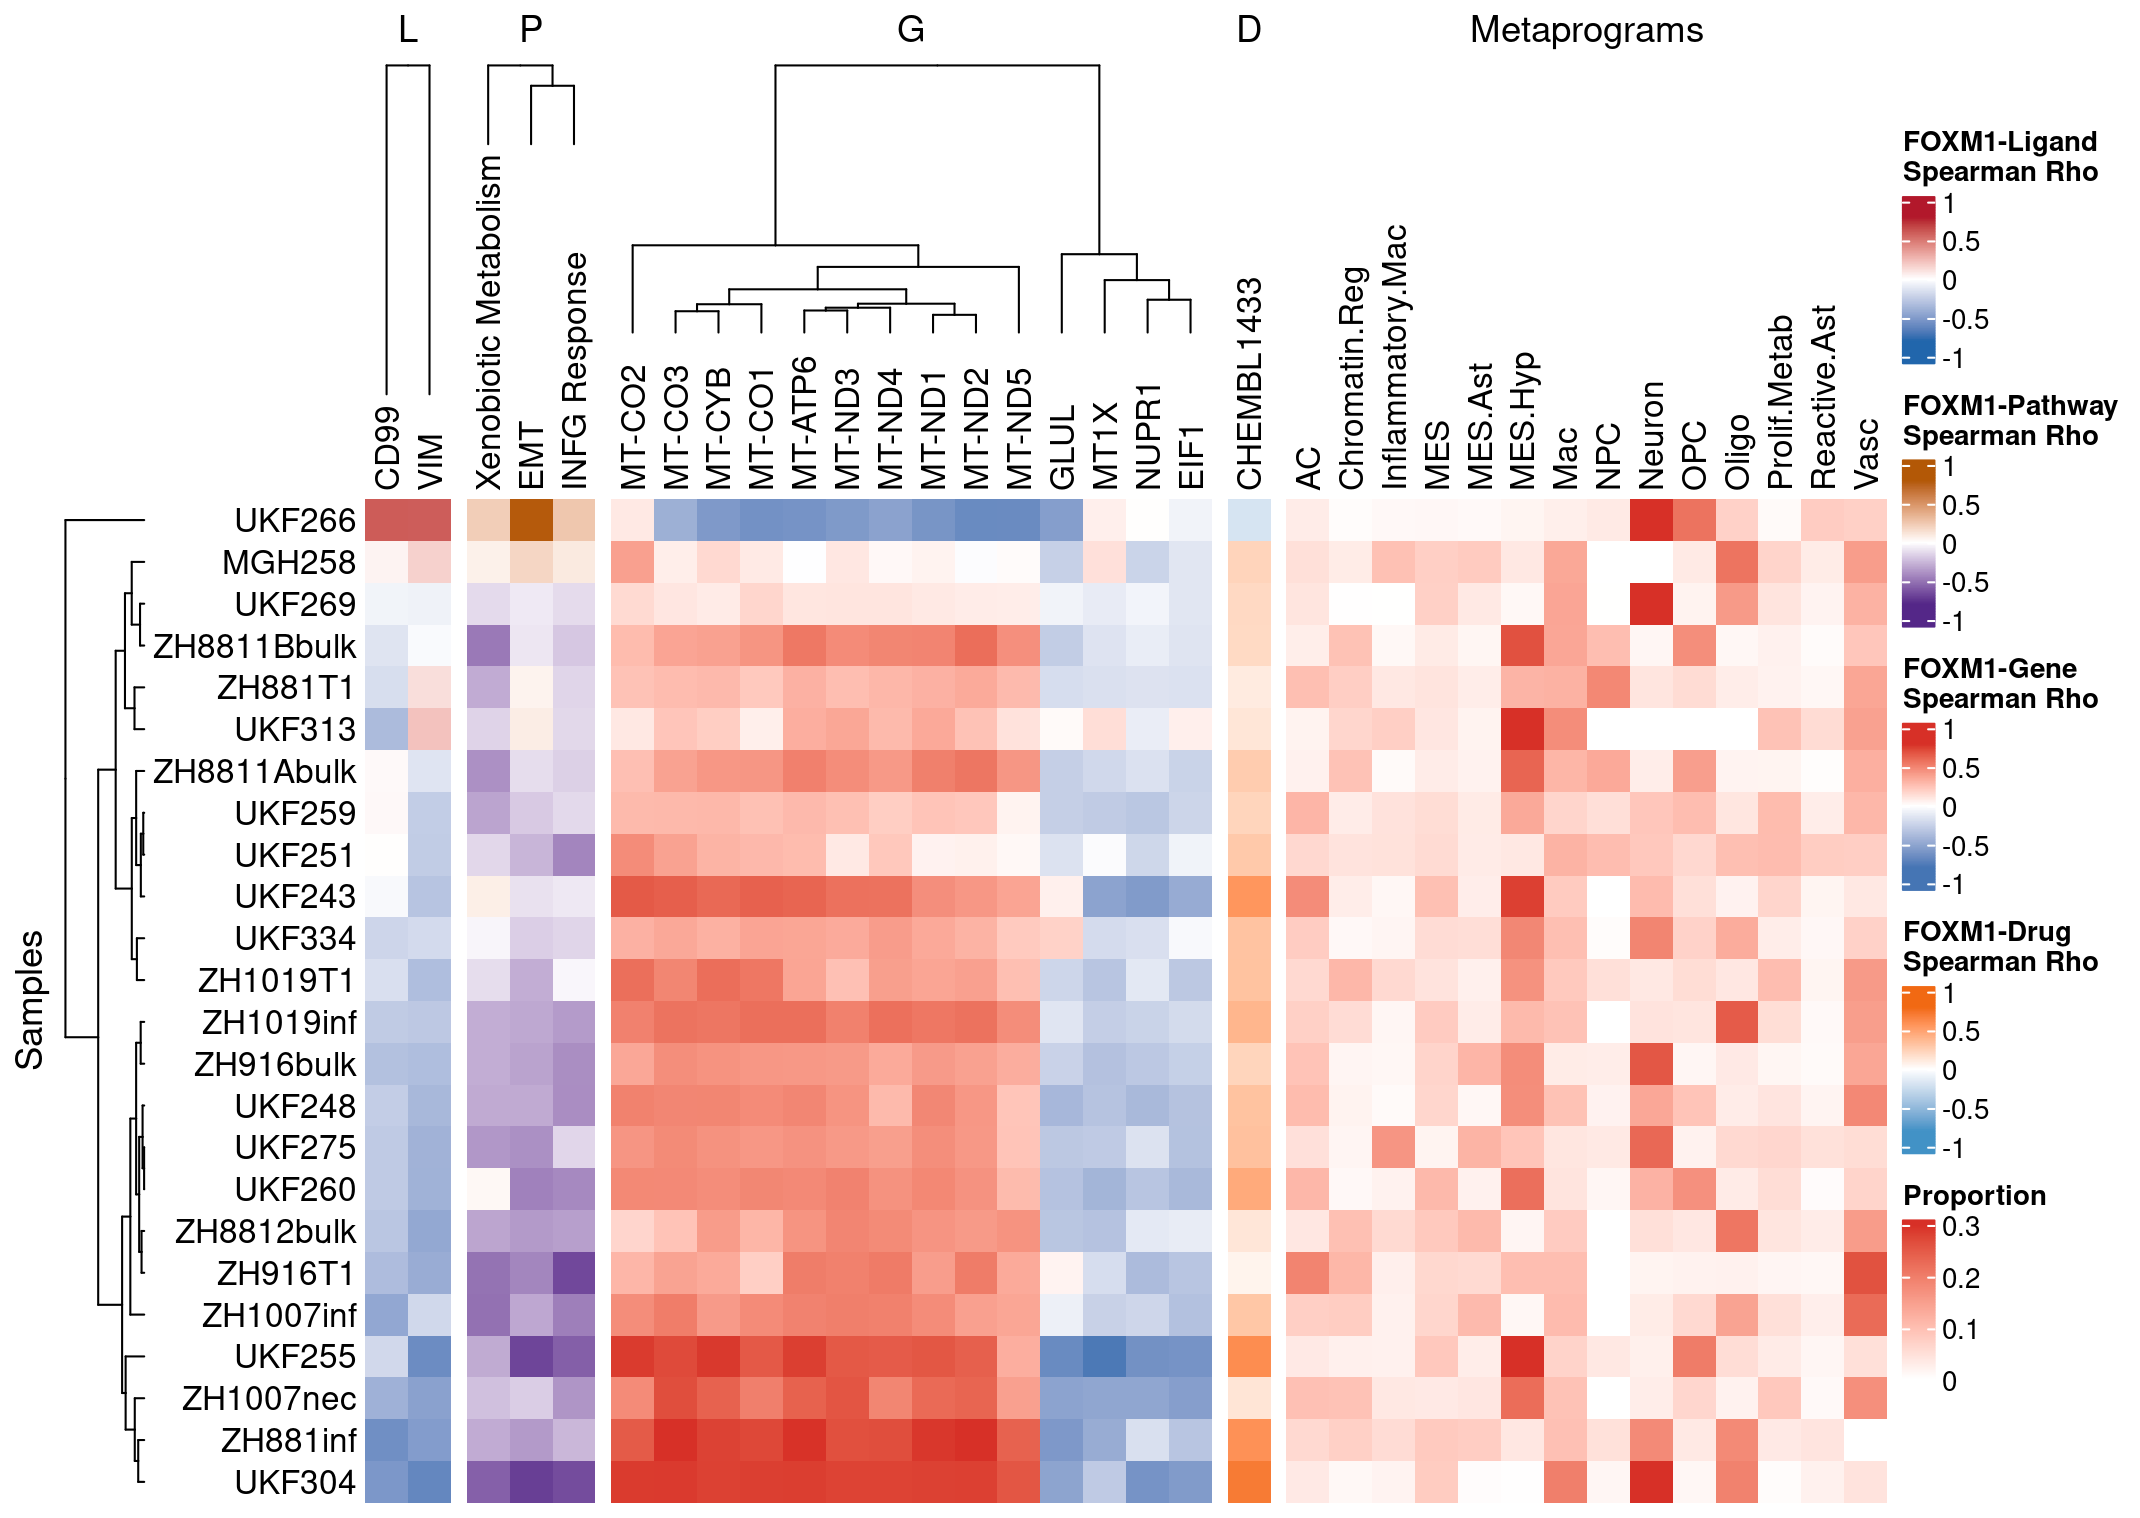 L P G D Metaprograms
CD99
VIM
Xenobiotic Metabolism
EMT
INFG Response
MT-CO2
MT-CO3
MT-CYB
MT-CO1
MT-ATP6
MT-ND3
MT-ND4
MT-ND1
MT-ND2
MT-ND5
GLUL
MT1X
NUPR1
EIF1
CHEMBL1433
AC
Chromatin.Reg
Inflammatory.Mac
MES
MES.Ast
MES.Hyp
Mac
NPC
Neuron
OPC
Oligo
Prolif.Metab
Reactive.Ast
Vasc
Samples
UKF266
MGH258
UKF269
ZH8811Bbulk
ZH881T1
UKF313
ZH8811Abulk
UKF259
UKF251
UKF243
UKF334
ZH1019T1
ZH1019inf
ZH916bulk
UKF248
UKF275
UKF260
ZH8812bulk
ZH916T1
ZH1007inf
UKF255
ZH1007nec
ZH881inf
UKF304
FOXM1-Ligand
Spearman Rho
1
0.5
0
-0.5
-1
FOXM1-Pathway
Spearman Rho
1
0.5
0
-0.5
-1
FOXM1-Gene
Spearman Rho
1
0.5
0
-0.5
-1
FOXM1-Drug
Spearman Rho
1
0.5
0
-0.5
-1
Proportion
0.3
0.2
0.1
0